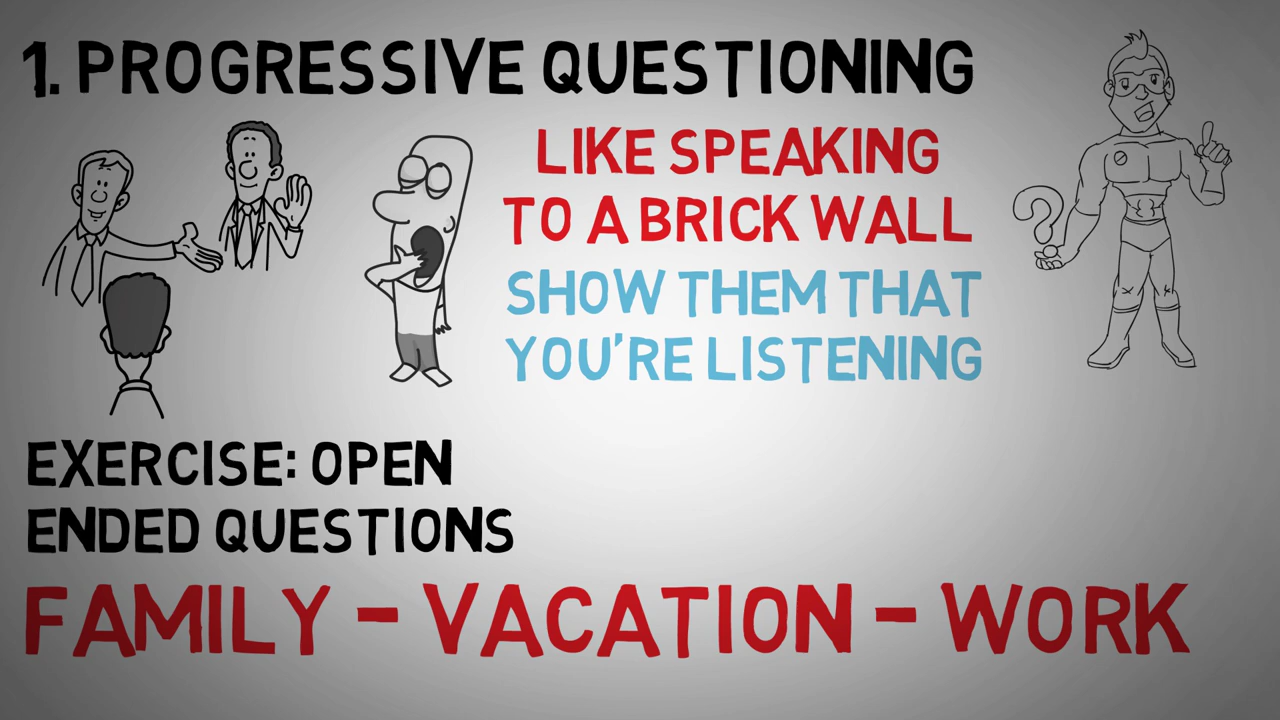 1. PROGRESSIVE QUESTIONING
LIKE SPEAKING
TO A BRICK WALL
SHOW THEM THAT
YOU'RE LISTENING
EXERCISE: OPEN
ENDED QUESTIONS
FAMILY - VACATION - WORK